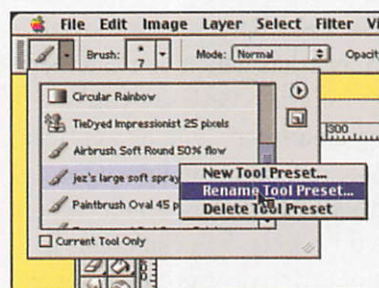 File Edit Image Layer Select Filter
Brush: 7 Mode: Normal Opacit
Circular Rainbow
TieDyed Impressionist 25 pixels
Airbrush Soft Round 50% flow
300
jez's large soft spray
New Tool Preset...
Rename Tool Preset...
Paintbrush Oval 45 p
Delete Tool Preset
Current Tool Only